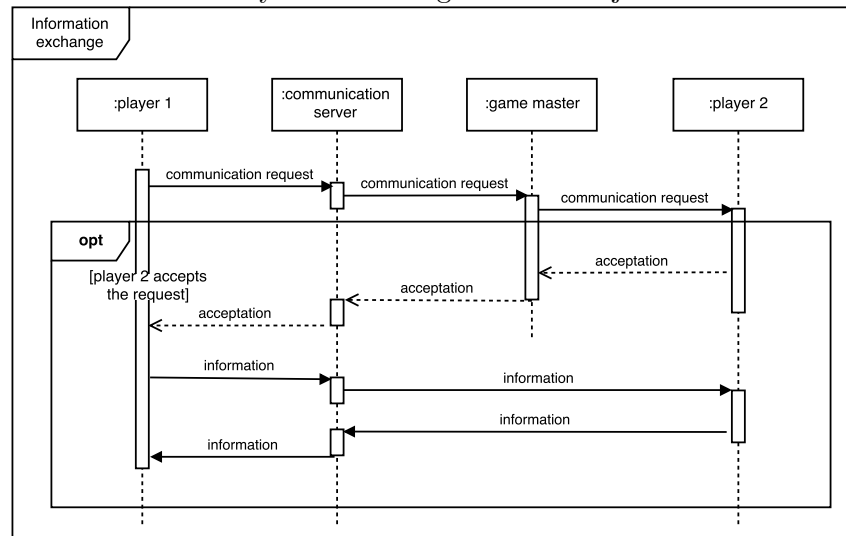 Information
exchange
:player 1
:communication
server
:game master
:player 2
communication request
communication request
communication request
opt
[player 2 accepts
the request]
acceptation
acceptation
acceptation
information
information
information
information